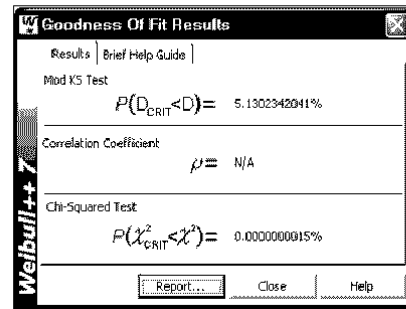 Goodness Of Fit Results
Results Brief Help Guide
Mod KS Test
P(D_CRIT<D)= 5.1302342041%
Correlation Coefficient
ρ= N/A
Chi-Squared Test
P(χ²_CRIT<χ²)= 0.0000000015%
Weibull++ 7
Report... Close Help